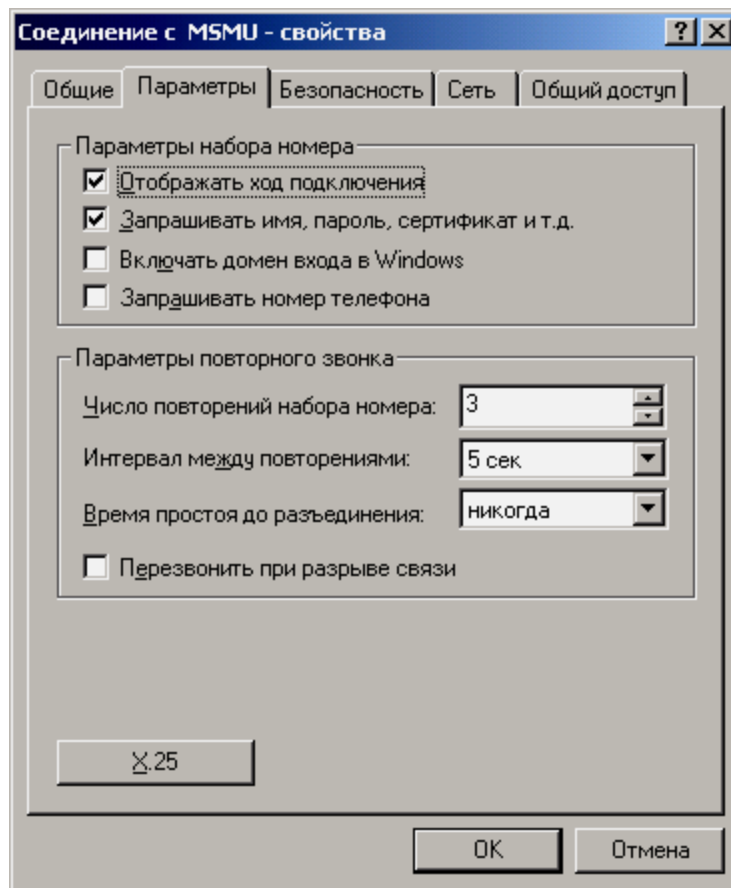 Соединение с MSMU - свойства
Общие Параметры Безопасность Сеть Общий доступ
Параметры набора номера
Отображать ход подключения
Запрашивать имя, пароль, сертификат и т.д.
Включать домен входа в Windows
Запрашивать номер телефона
Параметры повторного звонка
Число повторений набора номера: 3
Интервал между повторениями: 5 сек
Время простоя до разъединения: никогда
Перезвонить при разрыве связи
X.25
OK Отмена